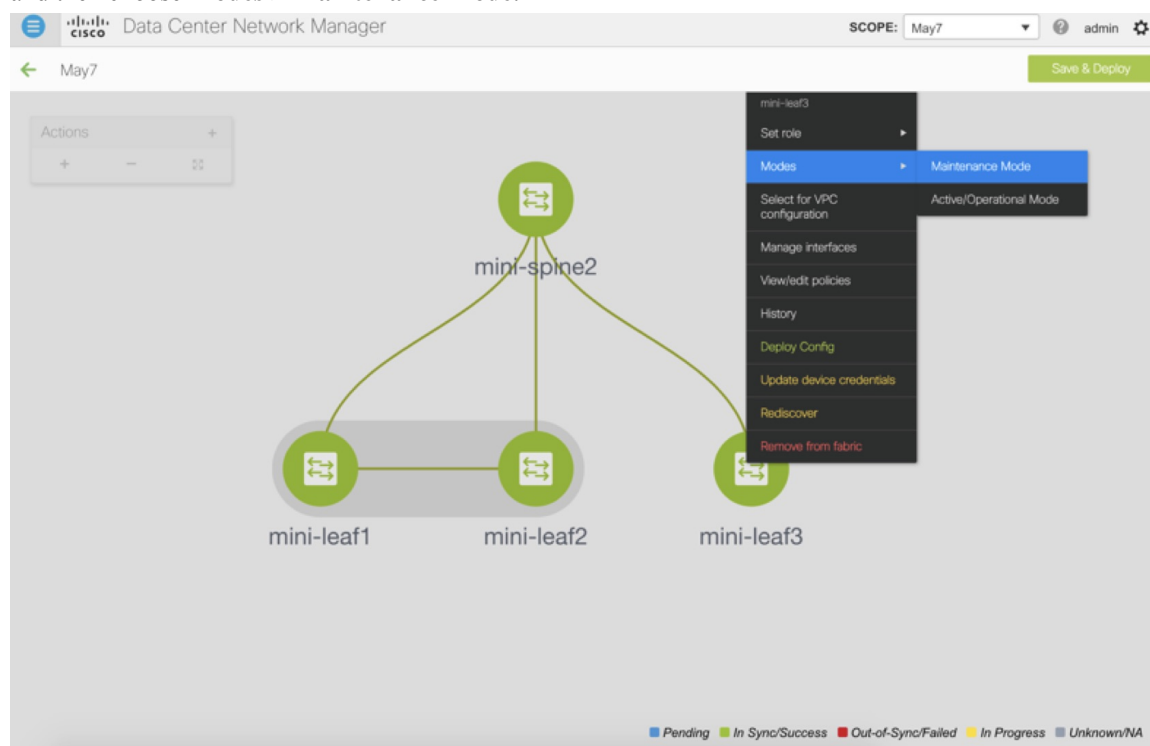 CISCO Data Center Network Manager
SCOPE: May7
admin
May7
Save & Deploy
Actions
mini-leaf3
Set role
Modes
Maintenance Mode
Select for VPC
configuration
Active/Operational Mode
Manage interfaces
View/edit policies
History
Deploy Config
Update device credentials
Rediscover
Remove from fabric
mini-spine2
mini-leaf1
mini-leaf2
mini-leaf3
Pending In Sync/Success Out-of-Sync/Failed In Progress Unknown/NA